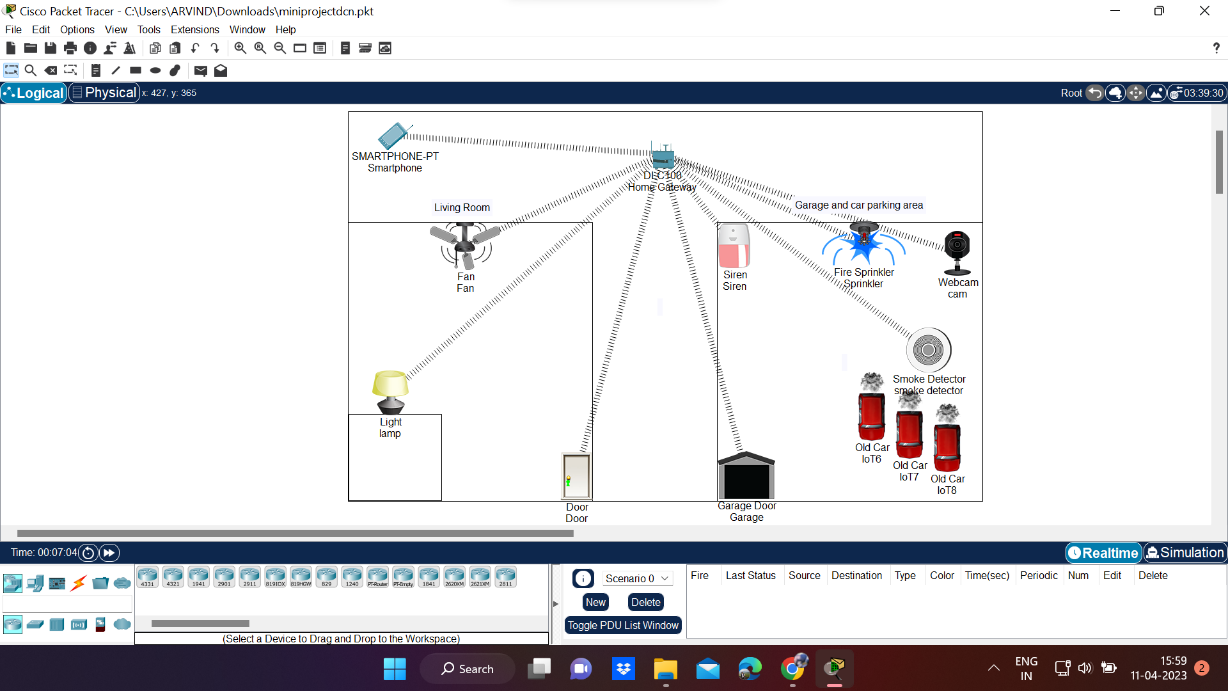 Cisco Packet Tracer - C:\Users\ARVIND\Downloads\miniprojectdcn.pkt
File Edit Options View Tools Extensions Window Help
?
Logical Physical x: 427, y: 365
Root 03:39:30
SMARTPHONE-PT
Smartphone
DLC100
Home Gateway
Living Room
Garage and car parking area
Fan
Fan
Siren
Siren
Fire Sprinkler
Sprinkler
Webcam
cam
Smoke Detector
smoke detector
Light
lamp
Old Car
IoT6
Old Car
IoT7
Old Car
IoT8
Door
Door
Garage Door
Garage
Time: 00:07:04
Realtime Simulation
4331 4321 1941 2901 2911 819IOX 819HGW 829 1240 PT-Router PT-Empty 1841 2620XM 2621XM 2811
(Select a Device to Drag and Drop to the Workspace)
Scenario 0
New Delete
Toggle PDU List Window
Fire Last Status Source Destination Type Color Time(sec) Periodic Num Edit Delete
Search
ENG
IN
15:59
11-04-2023
2